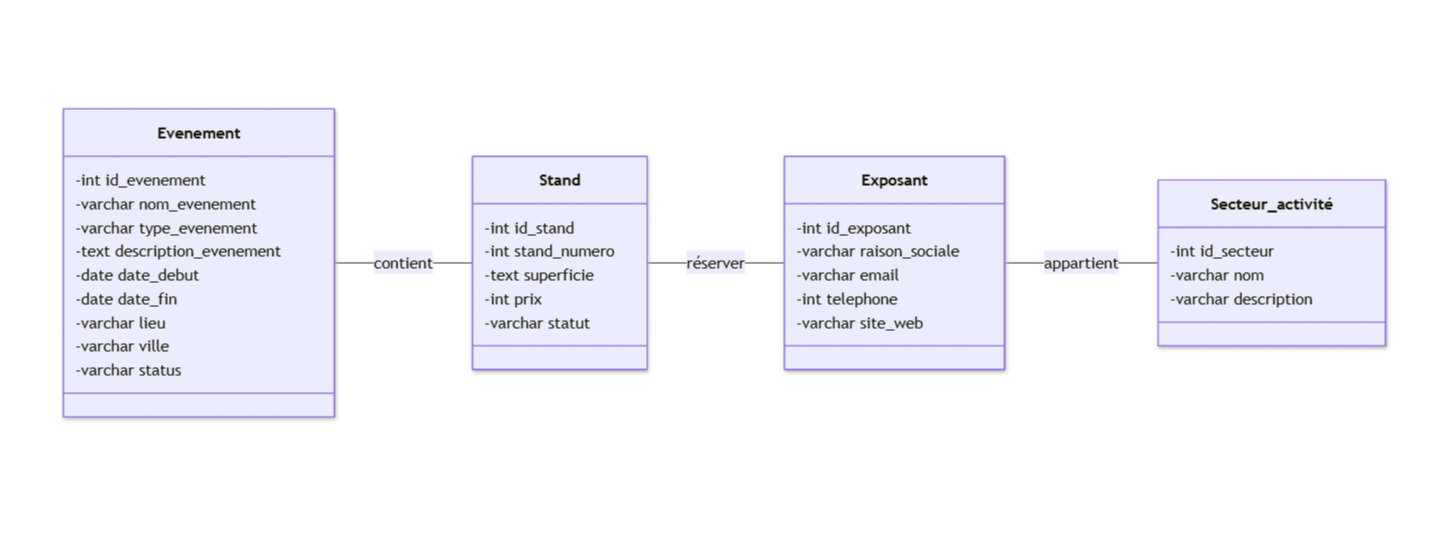 Evenement
-int id_evenement
-varchar nom_evenement
-varchar type_evenement
-text description_evenement
-date date_debut
-date date_fin
-varchar lieu
-varchar ville
-varchar status
contient
Stand
-int id_stand
-int stand_numero
-text superficie
-int prix
-varchar statut
réserver
Exposant
-int id_exposant
-varchar raison_sociale
-varchar email
-int telephone
-varchar site_web
appartient
Secteur_activité
-int id_secteur
-varchar nom
-varchar description